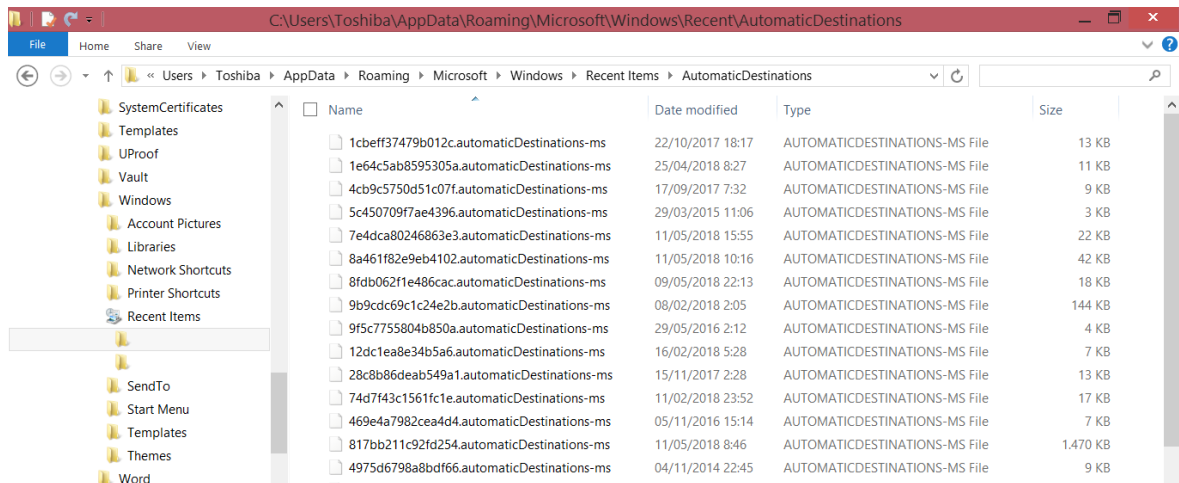 C:\Users\Toshiba\AppData\Roaming\Microsoft\Windows\Recent\AutomaticDestinations
File Home Share View
« Users Toshiba AppData Roaming Microsoft Windows Recent Items AutomaticDestinations
SystemCertificates
Templates
UProof
Vault
Windows
Account Pictures
Libraries
Network Shortcuts
Printer Shortcuts
Recent Items
SendTo
Start Menu
Templates
Themes
Word
Name Date modified Type Size
1cbeff37479b012c.automaticDestinations-ms 22/10/2017 18:17 AUTOMATICDESTINATIONS-MS File 13 KB
1e64c5ab8595305a.automaticDestinations-ms 25/04/2018 8:27 AUTOMATICDESTINATIONS-MS File 11 KB
4cb9c5750d51c07f.automaticDestinations-ms 17/09/2017 7:32 AUTOMATICDESTINATIONS-MS File 9 KB
5c450709f7ae4396.automaticDestinations-ms 29/03/2015 11:06 AUTOMATICDESTINATIONS-MS File 3 KB
7e4dca80246863e3.automaticDestinations-ms 11/05/2018 15:55 AUTOMATICDESTINATIONS-MS File 22 KB
8a461f82e9eb4102.automaticDestinations-ms 11/05/2018 10:16 AUTOMATICDESTINATIONS-MS File 42 KB
8fdb062f1e486cac.automaticDestinations-ms 09/05/2018 22:13 AUTOMATICDESTINATIONS-MS File 18 KB
9b9cdc69c1c24e2b.automaticDestinations-ms 08/02/2018 2:05 AUTOMATICDESTINATIONS-MS File 144 KB
9f5c7755804b850a.automaticDestinations-ms 29/05/2016 2:12 AUTOMATICDESTINATIONS-MS File 4 KB
12dc1ea8e34b5a6.automaticDestinations-ms 16/02/2018 5:28 AUTOMATICDESTINATIONS-MS File 7 KB
28c8b86deab549a1.automaticDestinations-ms 15/11/2017 2:28 AUTOMATICDESTINATIONS-MS File 13 KB
74d7f43c1561fc1e.automaticDestinations-ms 11/02/2018 23:52 AUTOMATICDESTINATIONS-MS File 17 KB
469e4a7982cea4d4.automaticDestinations-ms 05/11/2016 15:14 AUTOMATICDESTINATIONS-MS File 7 KB
817bb211c92fd254.automaticDestinations-ms 11/05/2018 8:46 AUTOMATICDESTINATIONS-MS File 1.470 KB
4975d6798a8bdf66.automaticDestinations-ms 04/11/2014 22:45 AUTOMATICDESTINATIONS-MS File 9 KB